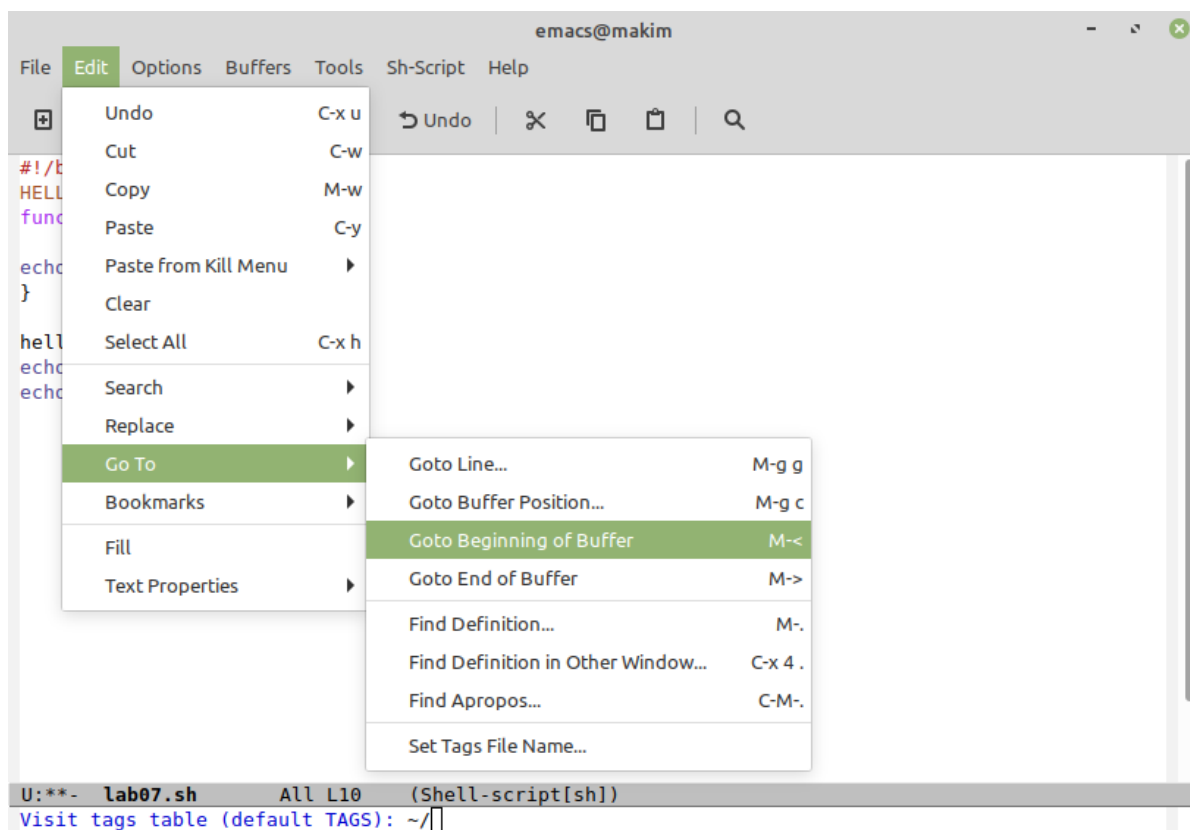 emacs@makim
File Edit Options Buffers Tools Sh-Script Help
Undo
#!/b
HELL
func
echo
}
hell
echo
echo
Undo C-x u
Cut C-w
Copy M-w
Paste C-y
Paste from Kill Menu
Clear
Select All C-x h
Search
Replace
Go To
Bookmarks
Fill
Text Properties
Goto Line... M-g g
Goto Buffer Position... M-g c
Goto Beginning of Buffer M-<
Goto End of Buffer M->
Find Definition... M-.
Find Definition in Other Window... C-x 4 .
Find Apropos... C-M-.
Set Tags File Name...
U:**- lab07.sh All L10 (Shell-script[sh])
Visit tags table (default TAGS): ~/